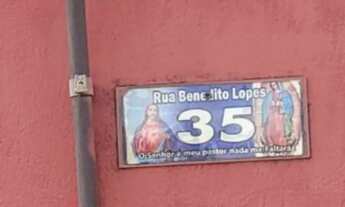 Rua Benedito Lopes
35
O Senhor é meu pastor nada me Faltará